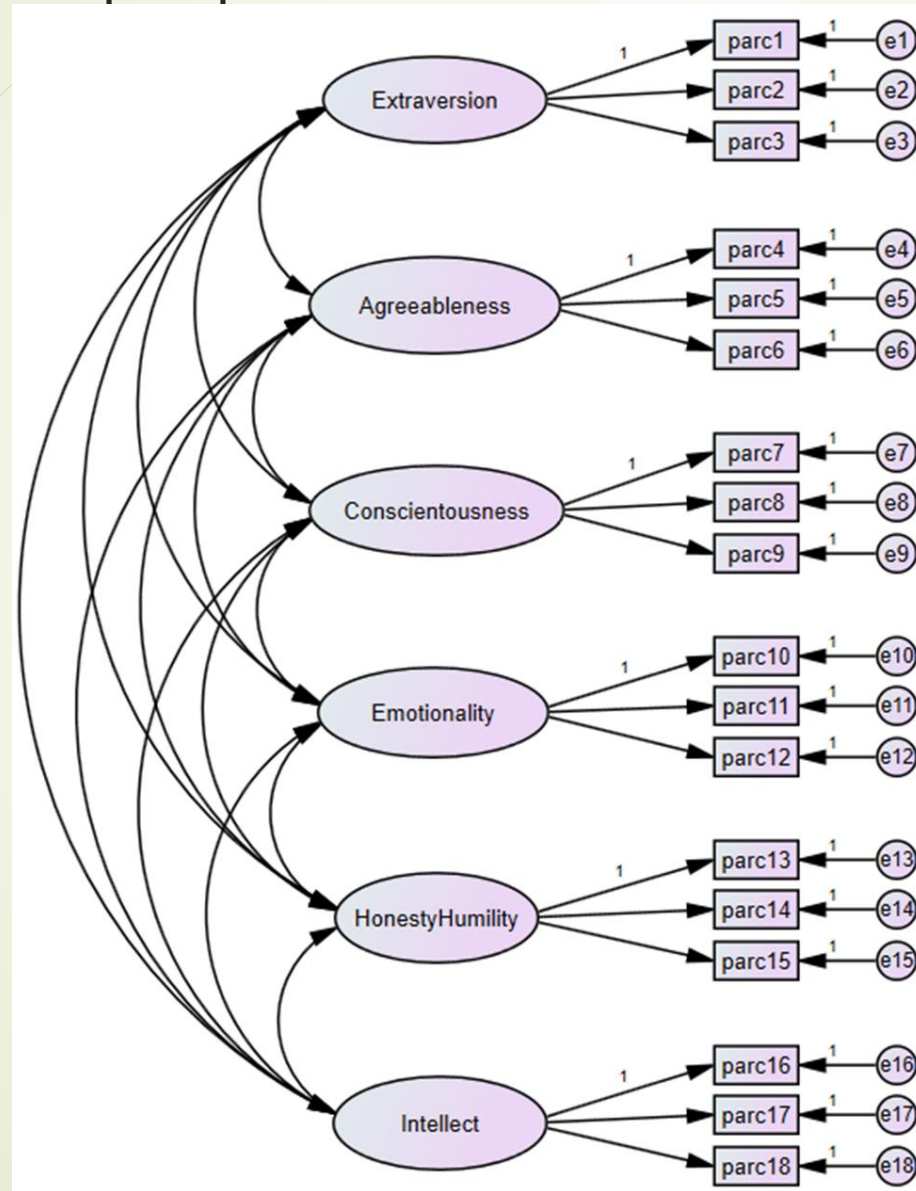 1
parc1
1
e1
Extraversion
parc2
1
e2
parc3
1
e3
1
parc4
1
e4
Agreeableness
parc5
1
e5
parc6
1
e6
1
parc7
1
e7
Conscientousness
parc8
1
e8
parc9
1
e9
1
parc10
1
e10
Emotionality
parc11
1
e11
parc12
1
e12
1
parc13
1
e13
HonestyHumility
parc14
1
e14
parc15
1
e15
1
parc16
1
e16
Intellect
parc17
1
e17
parc18
1
e18